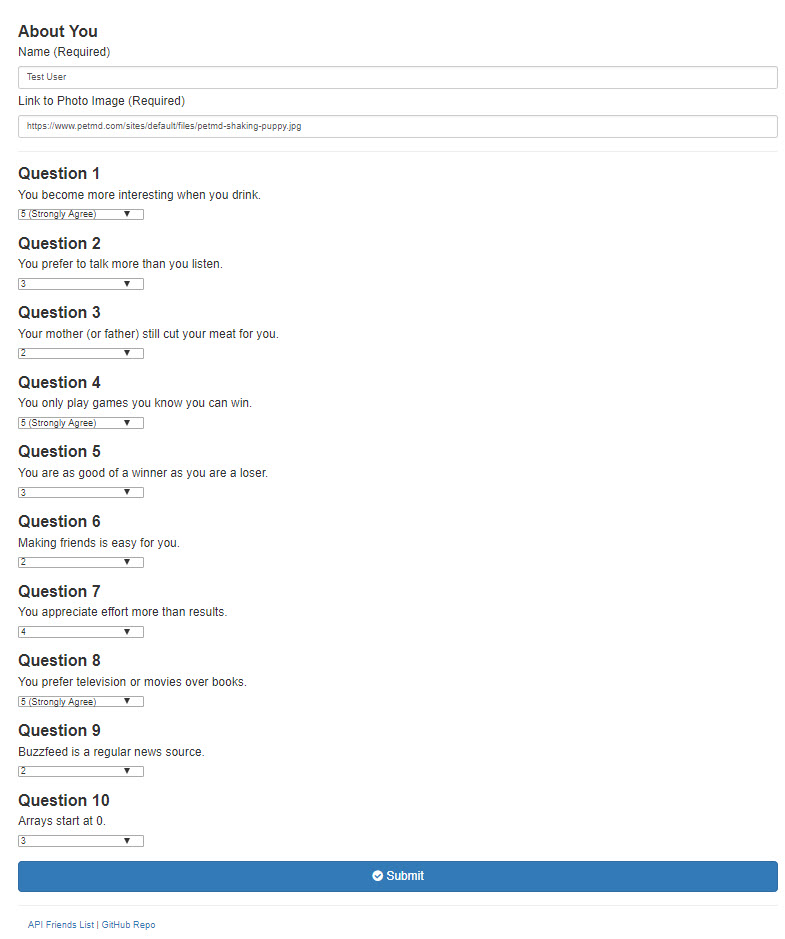 About You
Name (Required)
Test User
Link to Photo Image (Required)
https://www.petmd.com/sites/default/files/petmd-shaking-puppy.jpg
Question 1
You become more interesting when you drink.
5 (Strongly Agree)
Question 2
You prefer to talk more than you listen.
3
Question 3
Your mother (or father) still cut your meat for you.
2
Question 4
You only play games you know you can win.
5 (Strongly Agree)
Question 5
You are as good of a winner as you are a loser.
3
Question 6
Making friends is easy for you.
2
Question 7
You appreciate effort more than results.
4
Question 8
You prefer television or movies over books.
5 (Strongly Agree)
Question 9
Buzzfeed is a regular news source.
2
Question 10
Arrays start at 0.
3
Submit
API Friends List | GitHub Repo